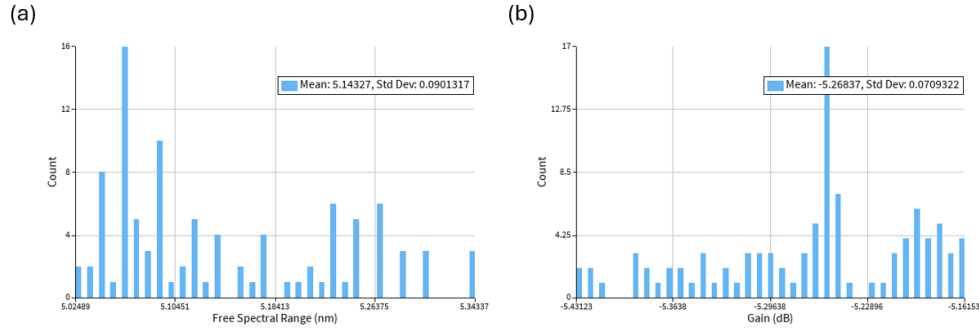 (a)
16
12
8
4
0
Count
Mean: 5.14327, Std Dev: 0.0901317
5.02489 5.10451 5.18413 5.26375 5.34337
Free Spectral Range (nm)
(b)
17
12.75
8.5
4.25
0
Count
Mean: -5.26837, Std Dev: 0.0709322
-5.43123 -5.3638 -5.29638 -5.22896 -5.16153
Gain (dB)